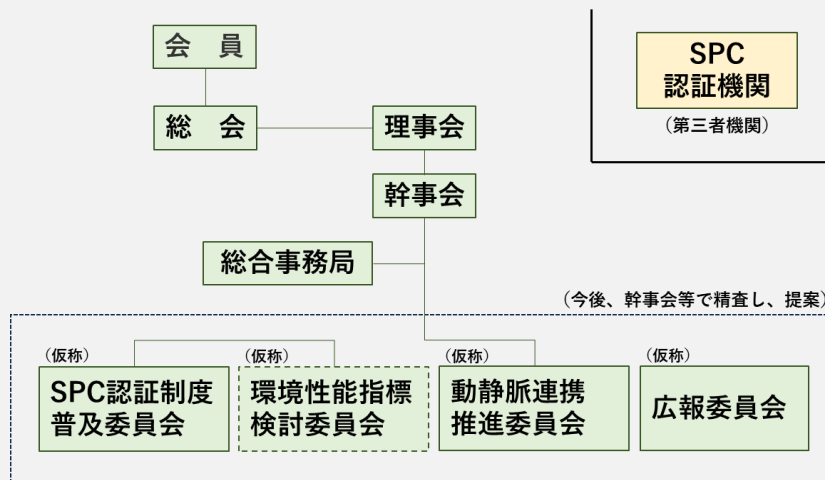 会　員
SPC
認証機関
（第三者機関）
総　会
理事会
幹事会
総合事務局
（今後、幹事会等で精査し、提案）
（仮称）
SPC認証制度
普及委員会
（仮称）
環境性能指標
検討委員会
（仮称）
動静脈連携
推進委員会
（仮称）
広報委員会